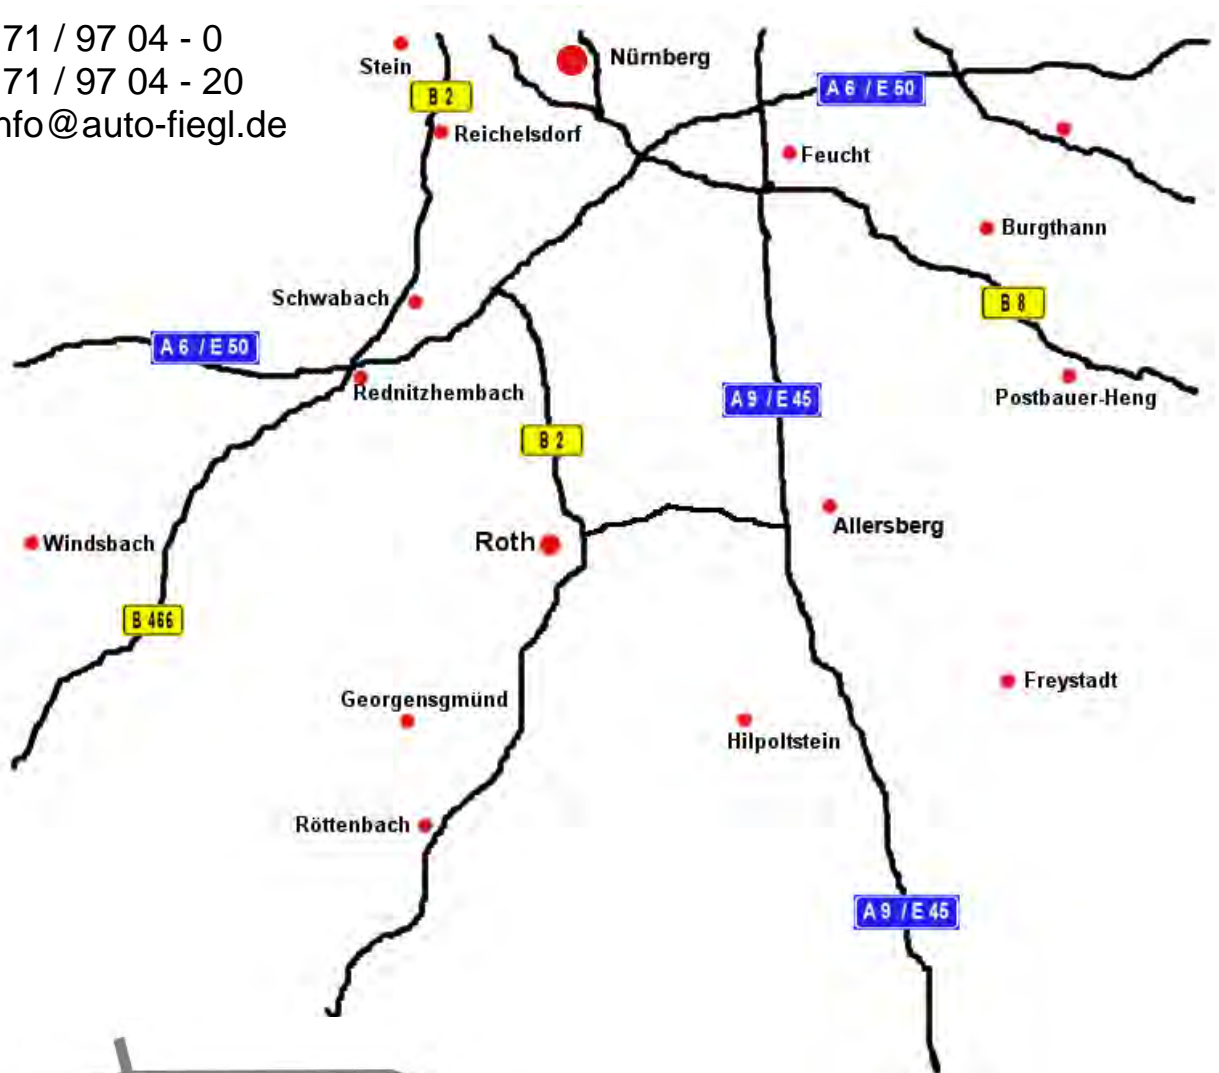 71 / 97 04 - 0
71 / 97 04 - 20
nfo@auto-fiegl.de
Stein
Nürnberg
B 2
A 6 / E 50
Reichelsdorf
Feucht
Burgthann
Schwabach
B 8
A 6 / E 50
Rednitzhembach
A 9 / E 45
Postbauer-Heng
B 2
Allersberg
Windsbach
Roth
B 466
Freystadt
Georgensgmünd
Hilpoltstein
Röttenbach
A 9 / E 45